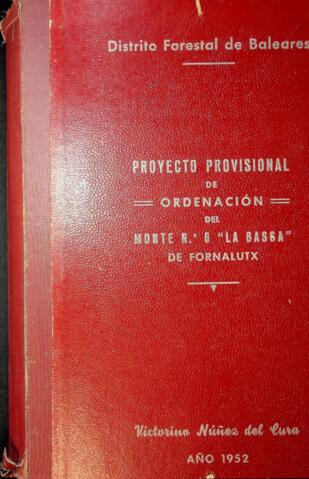 Distrito Forestal de Baleares
PROYECTO PROVISIONAL
DE
ORDENACIÓN
DEL
MONTE N.º 6 "LA BASSA"
DE FORNALUTX
Victorino Núñez del Cura
AÑO 1952